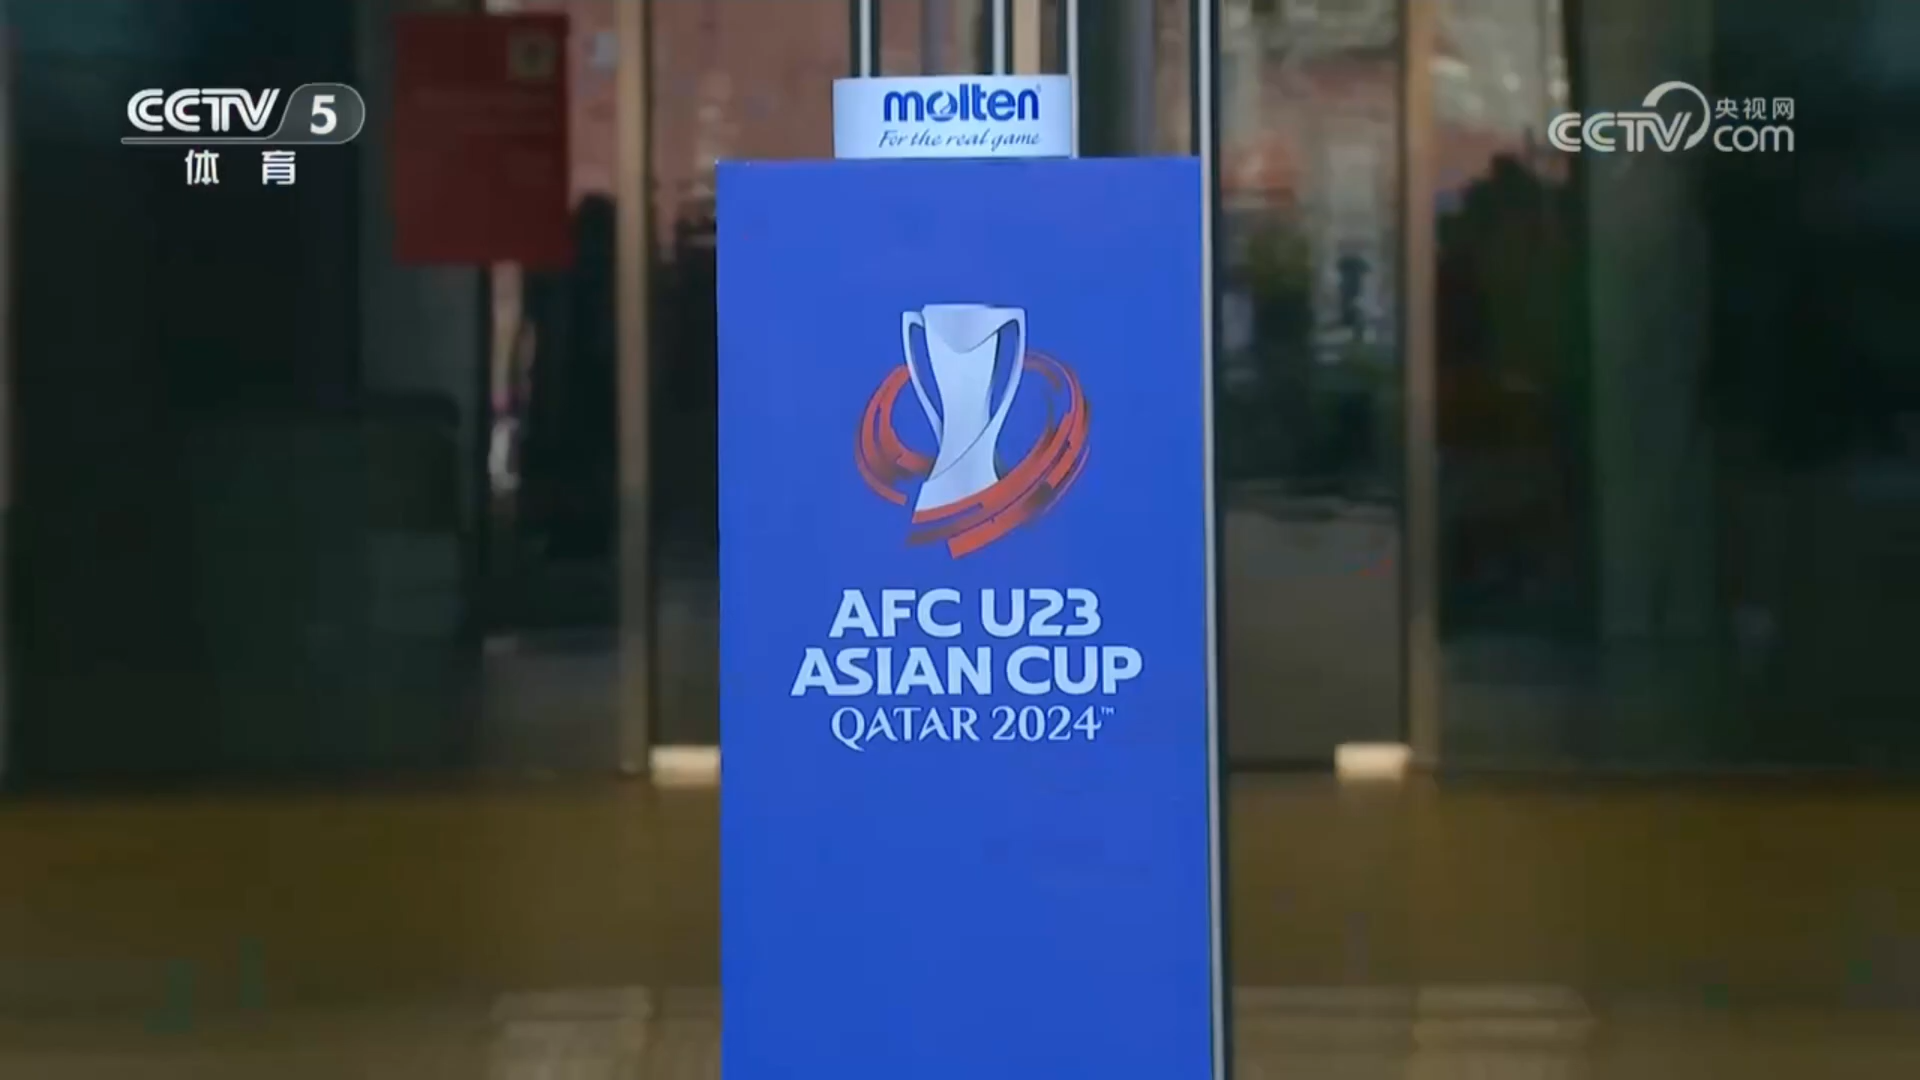 CCTV 5
体育
央视网
CCTV.com
molten
For the real game
AFC U23
ASIAN CUP
QATAR 2024™